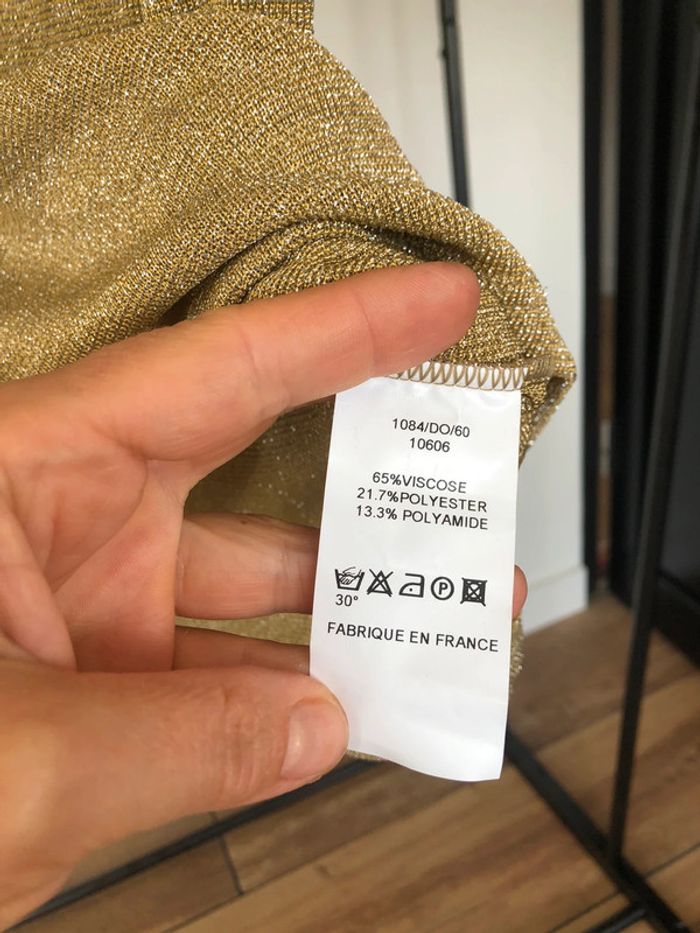 1084/DO/60
10606
65%VISCOSE
21.7%POLYESTER
13.3% POLYAMIDE
P
30°
FABRIQUE EN FRANCE